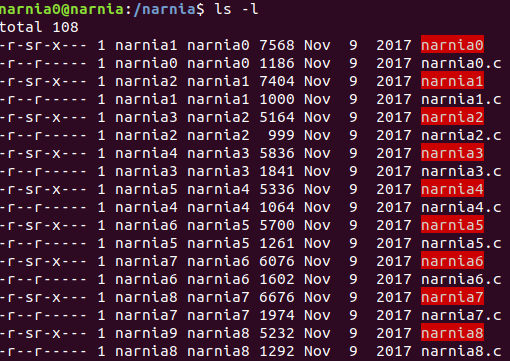 narnia0@narnia:/narnia$ ls -l
total 108
-r-sr-x--- 1 narnia1 narnia0 7568 Nov  9  2017 narnia0
-r--r----- 1 narnia0 narnia0 1186 Nov  9  2017 narnia0.c
-r-sr-x--- 1 narnia2 narnia1 7404 Nov  9  2017 narnia1
-r--r----- 1 narnia1 narnia1 1000 Nov  9  2017 narnia1.c
-r-sr-x--- 1 narnia3 narnia2 5164 Nov  9  2017 narnia2
-r--r----- 1 narnia2 narnia2  999 Nov  9  2017 narnia2.c
-r-sr-x--- 1 narnia4 narnia3 5836 Nov  9  2017 narnia3
-r--r----- 1 narnia3 narnia3 1841 Nov  9  2017 narnia3.c
-r-sr-x--- 1 narnia5 narnia4 5336 Nov  9  2017 narnia4
-r--r----- 1 narnia4 narnia4 1064 Nov  9  2017 narnia4.c
-r-sr-x--- 1 narnia6 narnia5 5700 Nov  9  2017 narnia5
-r--r----- 1 narnia5 narnia5 1261 Nov  9  2017 narnia5.c
-r-sr-x--- 1 narnia7 narnia6 6076 Nov  9  2017 narnia6
-r--r----- 1 narnia6 narnia6 1602 Nov  9  2017 narnia6.c
-r-sr-x--- 1 narnia8 narnia7 6676 Nov  9  2017 narnia7
-r--r----- 1 narnia7 narnia7 1974 Nov  9  2017 narnia7.c
-r-sr-x--- 1 narnia9 narnia8 5232 Nov  9  2017 narnia8
-r--r----- 1 narnia8 narnia8 1292 Nov  9  2017 narnia8.c